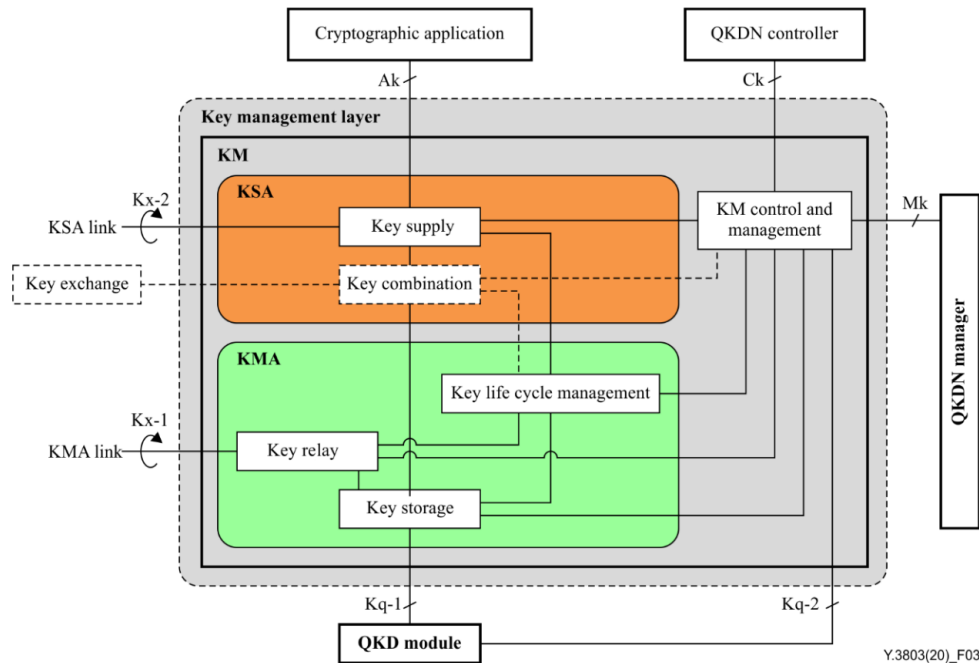 Cryptographic application
QKDN controller
Ak
Ck
Key management layer
KM
KSA
Kx-2
KSA link
Key supply
KM control and
management
Mk
Key exchange
Key combination
KMA
Key life cycle management
QKDN manager
Kx-1
KMA link
Key relay
Key storage
Kq-1
Kq-2
QKD module
Y.3803(20)_F03